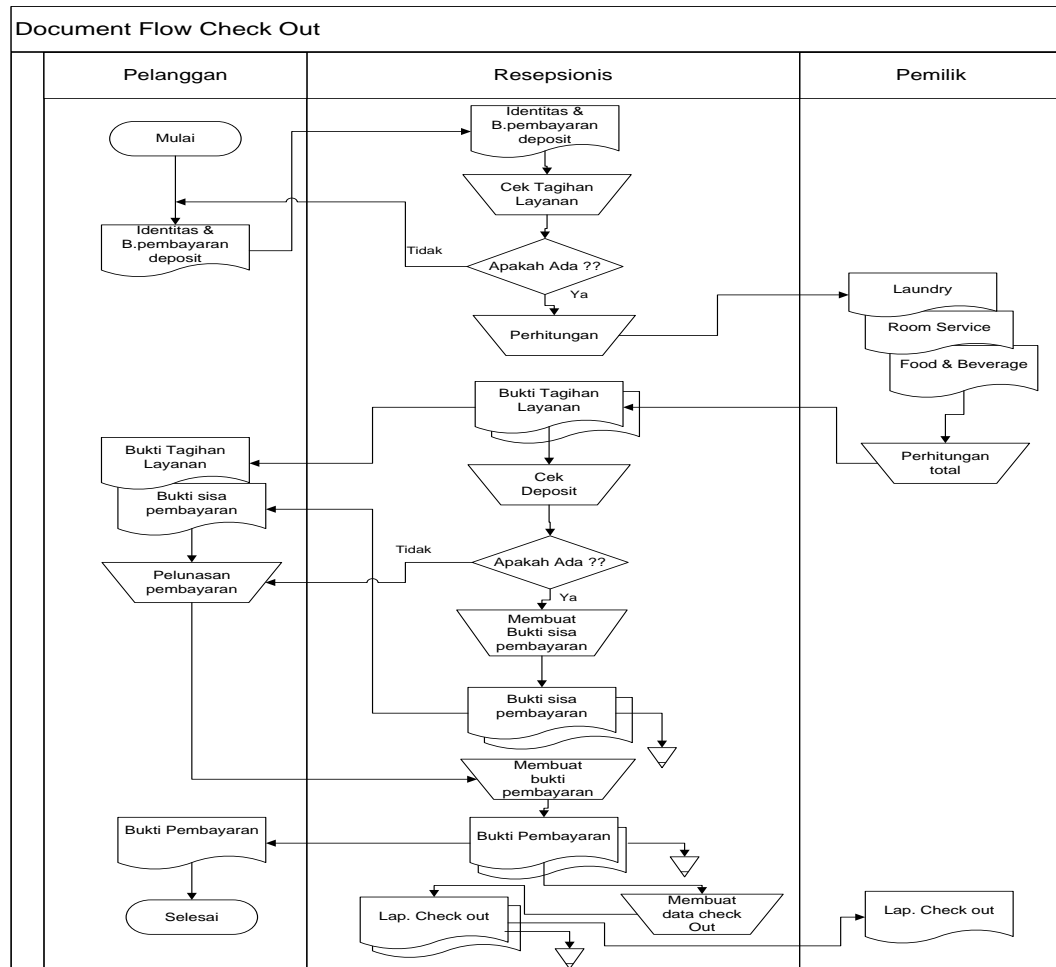 Document Flow Check Out
Pelanggan
Resepsionis
Pemilik
Mulai
Identitas &
B.pembayaran
deposit
Cek Tagihan
Layanan
Identitas &
B.pembayaran
deposit
Tidak
Apakah Ada ??
Ya
Perhitungan
Laundry
Room Service
Food & Beverage
Bukti Tagihan
Layanan
Perhitungan
total
Bukti Tagihan
Layanan
Bukti sisa
pembayaran
Cek
Deposit
Tidak
Apakah Ada ??
Ya
Pelunasan
pembayaran
Membuat
Bukti sisa
pembayaran
Bukti sisa
pembayaran
Membuat
bukti
pembayaran
Bukti Pembayaran
Bukti Pembayaran
Selesai
Lap. Check out
Membuat
data check
Out
Lap. Check out